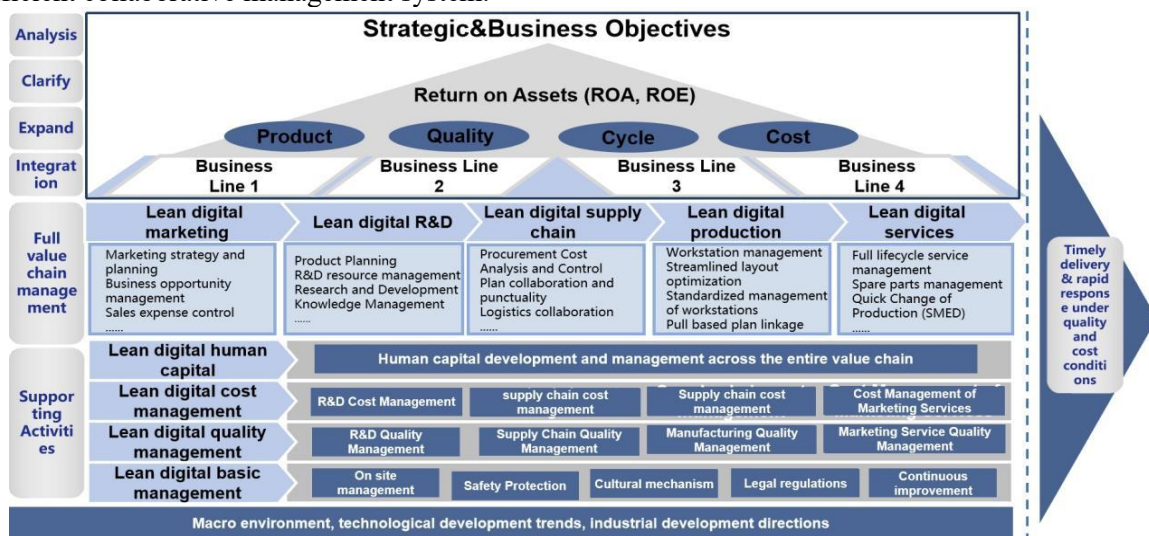 fferent collaborative management system.
Analysis
Clarify
Expand
Integrat
ion
Strategic&Business Objectives
Return on Assets (ROA, ROE)
Product
Quality
Cycle
Cost
Business
Line 1
Business Line
2
Business Line
3
Business
Line 4
Full
value
chain
manage
ment
Lean digital
marketing
Lean digital R&D
Lean digital supply
chain
Lean digital
production
Lean digital
services
Marketing strategy and
planning
Business opportunity
management
Sales expense control
......
Product Planning
R&D resource management
Research and Development
Knowledge Management
......
Procurement Cost
Analysis and Control
Plan collaboration and
punctuality
Logistics collaboration
......
Workstation management
Streamlined layout
optimization
Standardized management
of workstations
Pull based plan linkage
Full lifecycle service
management
Spare parts management
Quick Change of
Production (SMED)
......
Suppor
ting
Activiti
es
Lean digital human
capital
Human capital development and management across the entire value chain
Lean digital cost
management
R&D Cost Management
supply chain cost
management
Supply chain cost
management
Cost Management of
Marketing Services
Lean digital quality
management
R&D Quality
Management
Supply Chain Quality
Management
Manufacturing Quality
Management
Marketing Service Quality
Management
Lean digital basic
management
On site
management
Safety Protection
Cultural mechanism
Legal regulations
Continuous
improvement
Macro environment, technological development trends, industrial development directions
Timely
delivery
& rapid
respons
e under
quality
and
cost
conditi
ons